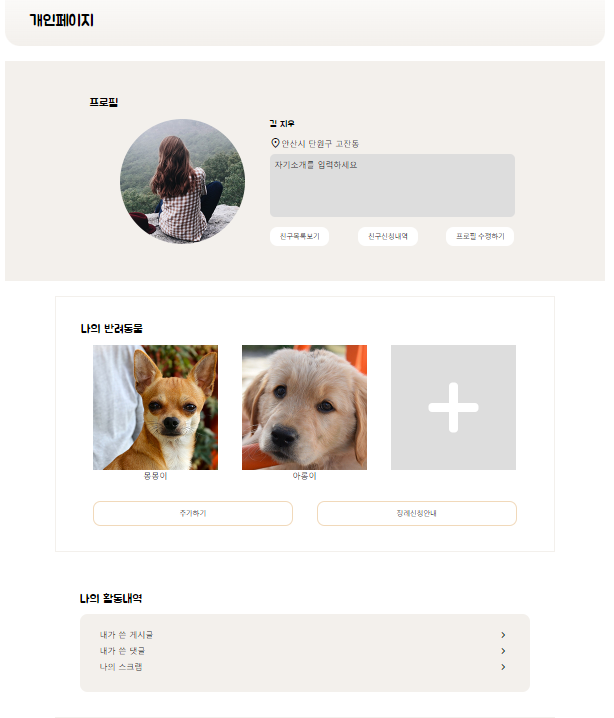 개인페이지
프로필
김 지우
안산시 단원구 고잔동
자기소개를 입력하세요
친구목록보기
친구신청내역
프로필 수정하기
나의 반려동물
몽몽이
아롱이
추가하기
장례신청안내
나의 활동내역
내가 쓴 게시글
내가 쓴 댓글
나의 스크랩